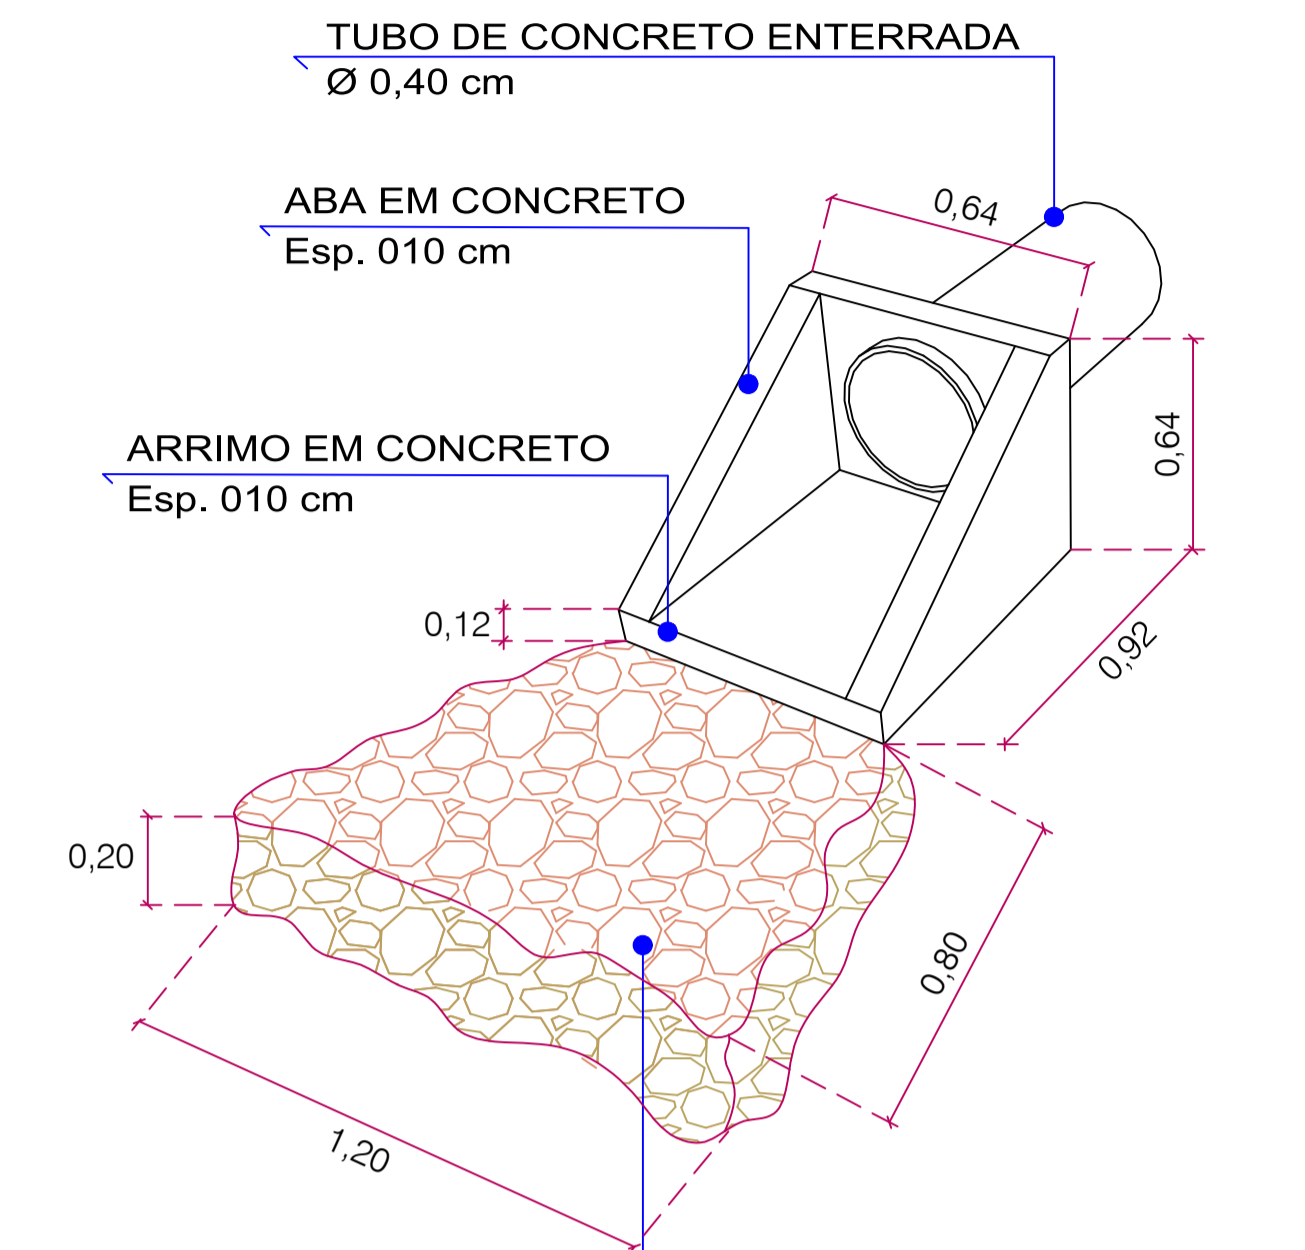 TUBO DE CONCRETO ENTERRADA
Ø 0,40 cm
0,64
ABA EM CONCRETO
Esp. 010 cm
0,64
ARRIMO EM CONCRETO
Esp. 010 cm
0,12
0,92
0,20
0,80
1,20